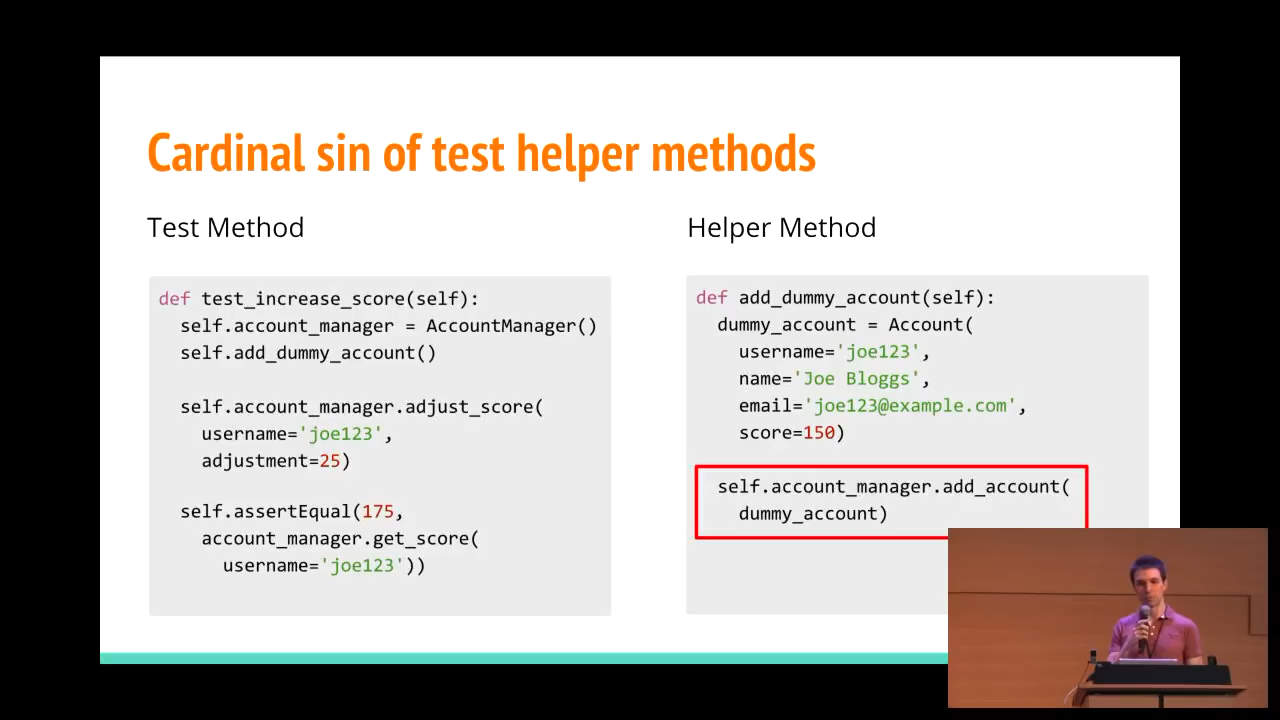 Cardinal sin of test helper methods
Test Method
def test_increase_score(self):
self.account_manager = AccountManager()
self.add_dummy_account()
self.account_manager.adjust_score(
username='joe123',
adjustment=25)
self.assertEqual(175,
account_manager.get_score(
username='joe123'))
Helper Method
def add_dummy_account(self):
dummy_account = Account(
username='joe123',
name='Joe Bloggs',
email='joe123@example.com',
score=150)
self.account_manager.add_account(
dummy_account)